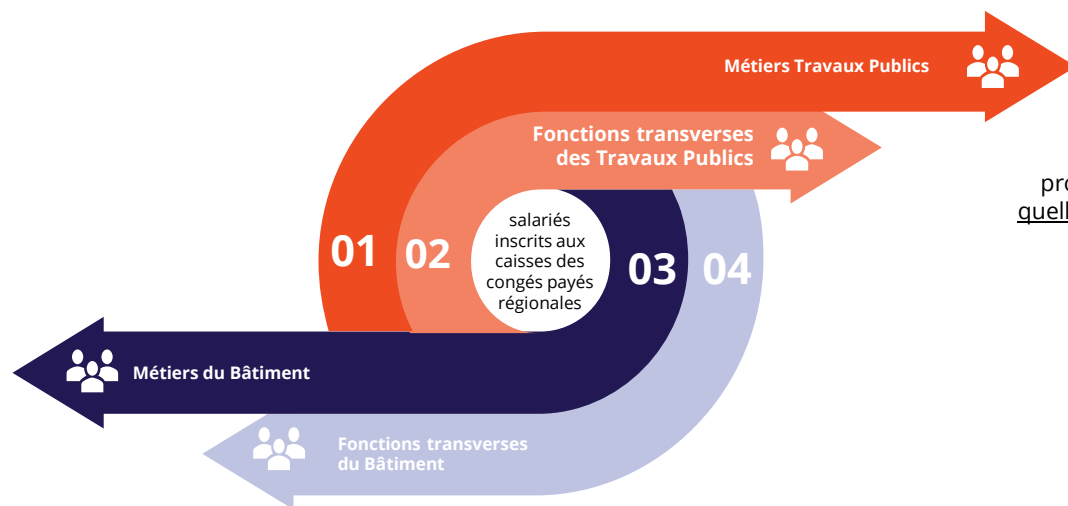 Métiers Travaux Publics
Fonctions transverses
des Travaux Publics
01
02
salariés
inscrits aux
caisses des
congés payés
régionales
03
04
Métiers du Bâtiment
Fonctions transverses
du Bâtiment